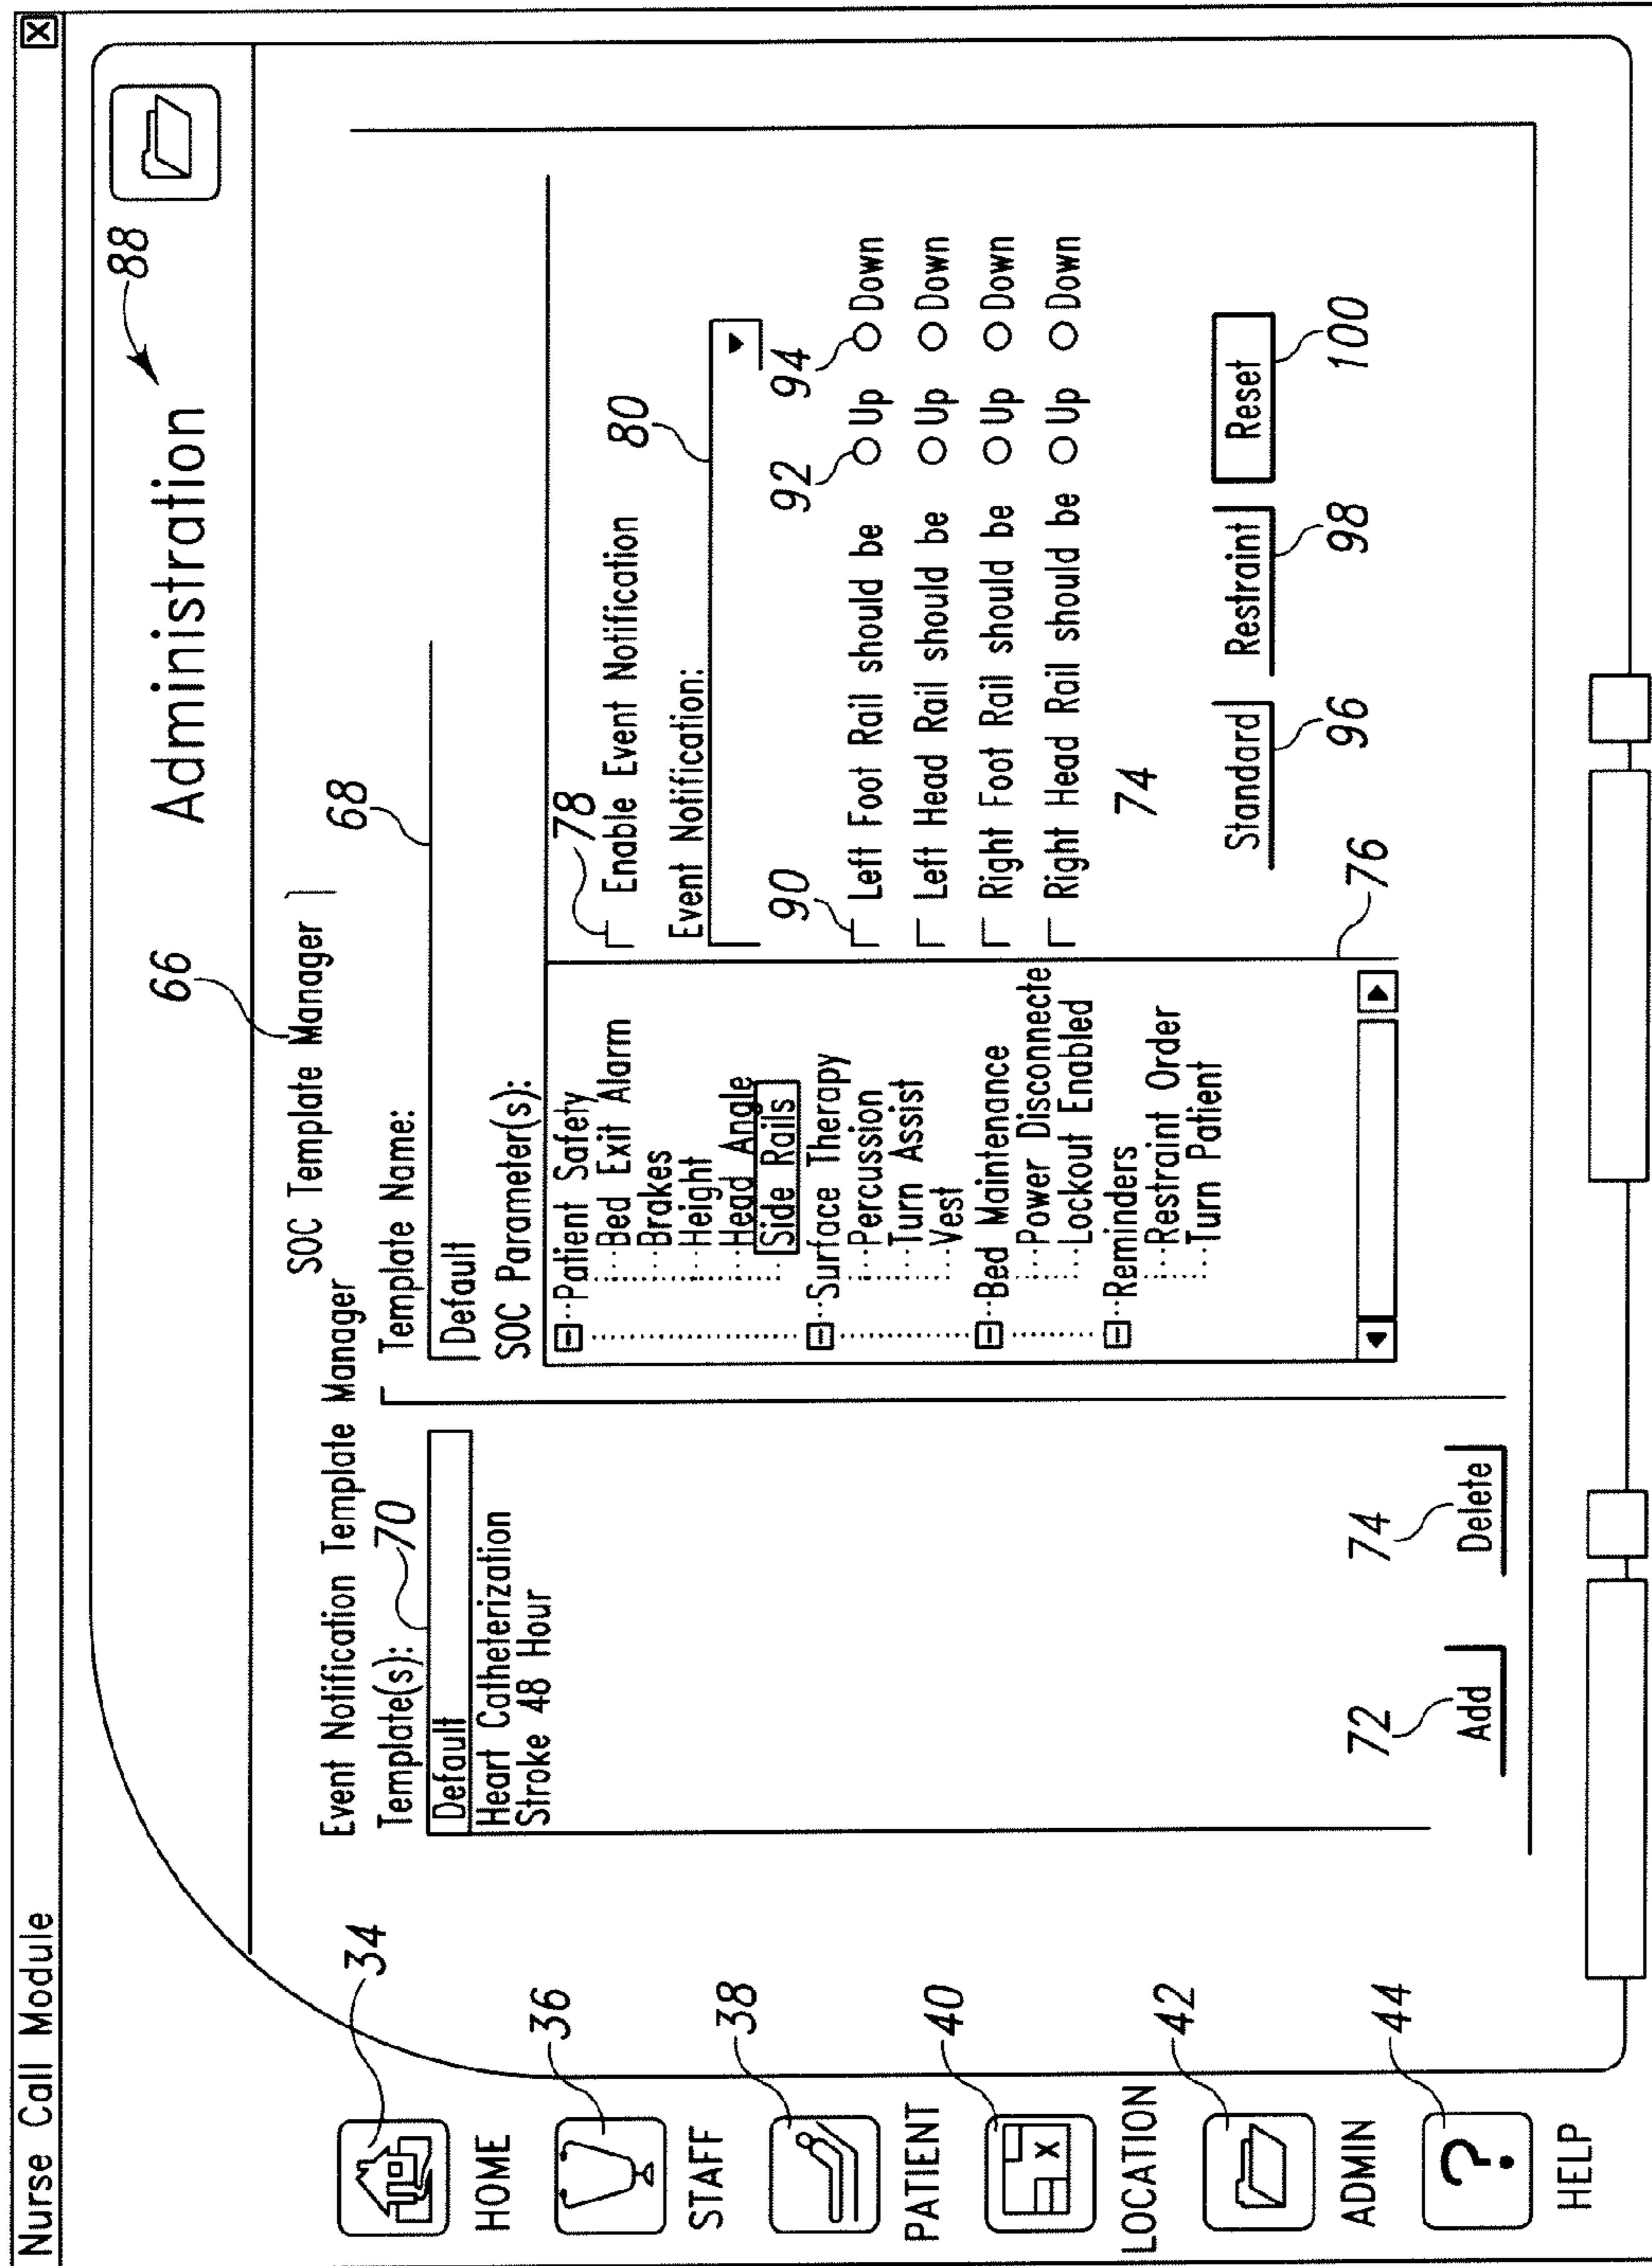 Nurse Call Module
X
Administration
88
66
SOC Template Manager
Event Notification Template Manager
Template(s):
70
Default
Heart Catheterization
Stroke 48 Hour
72
Add
74
Delete
Template Name:
68
Default
SOC Parameter(s):
Patient Safety
Bed Exit Alarm
Brakes
Height
Head Angle
Side Rails
Surface Therapy
Percussion
Turn Assist
Vest
Bed Maintenance
Power Disconnecte
Lockout Enabled
Reminders
Restraint Order
Turn Patient
76
78
Enable Event Notification
Event Notification:
80
90
92
94
Left Foot Rail should be Up Down
Left Head Rail should be Up Down
Right Foot Rail should be Up Down
Right Head Rail should be Up Down
74
Standard
Restraint
Reset
96
98
100
34
HOME
36
STAFF
38
PATIENT
40
X
LOCATION
42
ADMIN
44
?
HELP